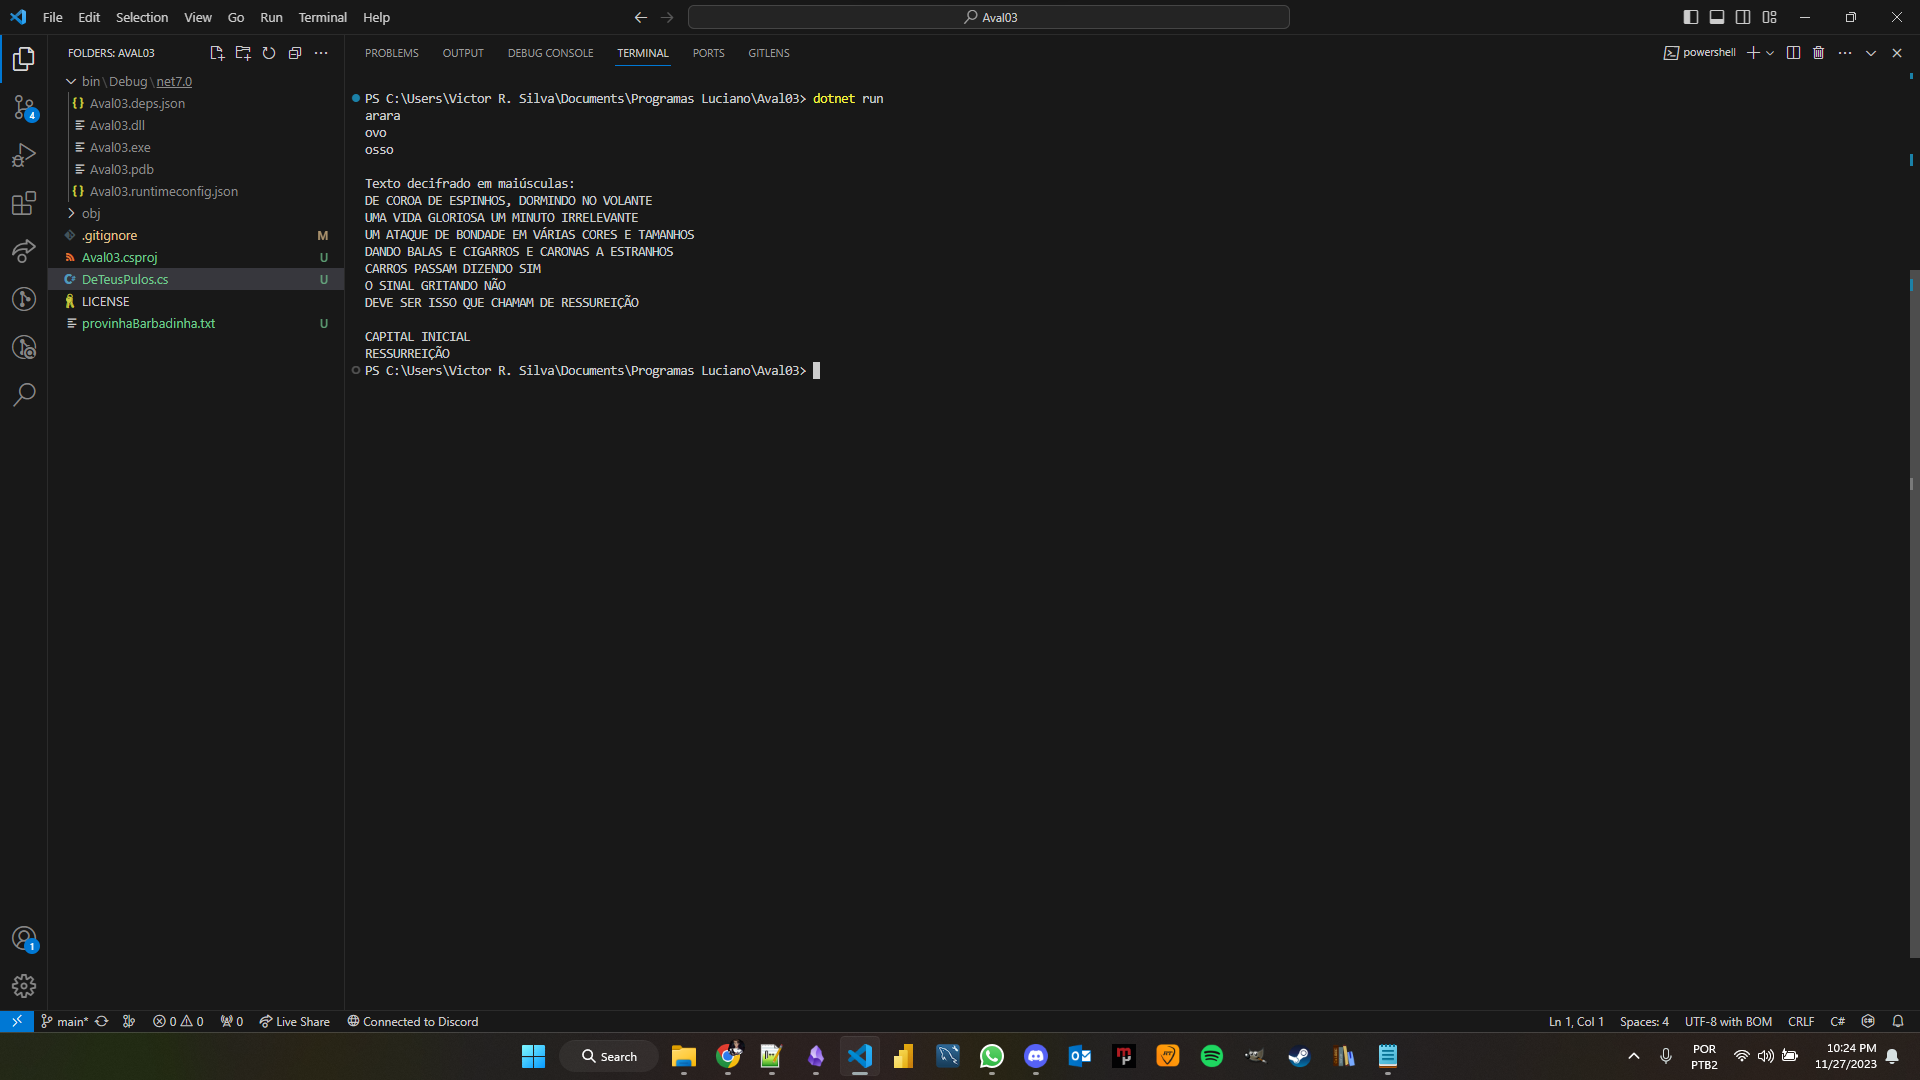 File Edit Selection View Go Run Terminal Help
Aval03
FOLDERS: AVAL03
bin\Debug\net7.0
Aval03.deps.json
Aval03.dll
Aval03.exe
Aval03.pdb
Aval03.runtimeconfig.json
obj
.gitignore M
Aval03.csproj U
DeTeusPulos.cs U
LICENSE
provinhaBarbadinha.txt U
4
1
PROBLEMS OUTPUT DEBUG CONSOLE TERMINAL PORTS GITLENS
powershell
PS C:\Users\Victor R. Silva\Documents\Programas Luciano\Aval03> dotnet run
arara
ovo
osso
Texto decifrado em maiúsculas:
DE COROA DE ESPINHOS, DORMINDO NO VOLANTE
UMA VIDA GLORIOSA UM MINUTO IRRELEVANTE
UM ATAQUE DE BONDADE EM VÁRIAS CORES E TAMANHOS
DANDO BALAS E CIGARROS E CARONAS A ESTRANHOS
CARROS PASSAM DIZENDO SIM
O SINAL GRITANDO NÃO
DEVE SER ISSO QUE CHAMAM DE RESSUREIÇÃO
CAPITAL INICIAL
RESSURREIÇÃO
PS C:\Users\Victor R. Silva\Documents\Programas Luciano\Aval03>
main* 0 0 0 Live Share Connected to Discord
Ln 1, Col 1 Spaces: 4 UTF-8 with BOM CRLF C#
Search
POR
PTB2
10:24 PM
11/27/2023